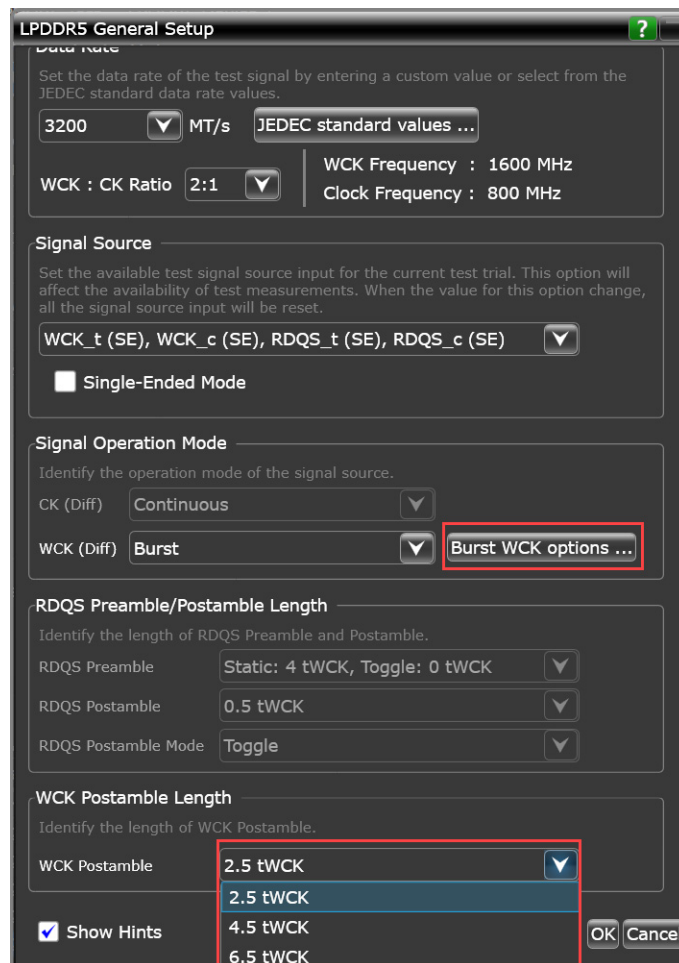 LPDDR5 General Setup ?
Data Rate
Set the data rate of the test signal by entering a custom value or select from the
JEDEC standard data rate values.
3200 MT/s JEDEC standard values ...
WCK : CK Ratio 2:1
WCK Frequency : 1600 MHz
Clock Frequency : 800 MHz
Signal Source
Set the available test signal source input for the current test trial. This option will
affect the availability of test measurements. When the value for this option change,
all the signal source input will be reset.
WCK_t (SE), WCK_c (SE), RDQS_t (SE), RDQS_c (SE)
Single-Ended Mode
Signal Operation Mode
Identify the operation mode of the signal source.
CK (Diff) Continuous
WCK (Diff) Burst Burst WCK options ...
RDQS Preamble/Postamble Length
Identify the length of RDQS Preamble and Postamble.
RDQS Preamble Static: 4 tWCK, Toggle: 0 tWCK
RDQS Postamble 0.5 tWCK
RDQS Postamble Mode Toggle
WCK Postamble Length
Identify the length of WCK Postamble.
WCK Postamble 2.5 tWCK
2.5 tWCK
4.5 tWCK
6.5 tWCK
Show Hints OK Cance